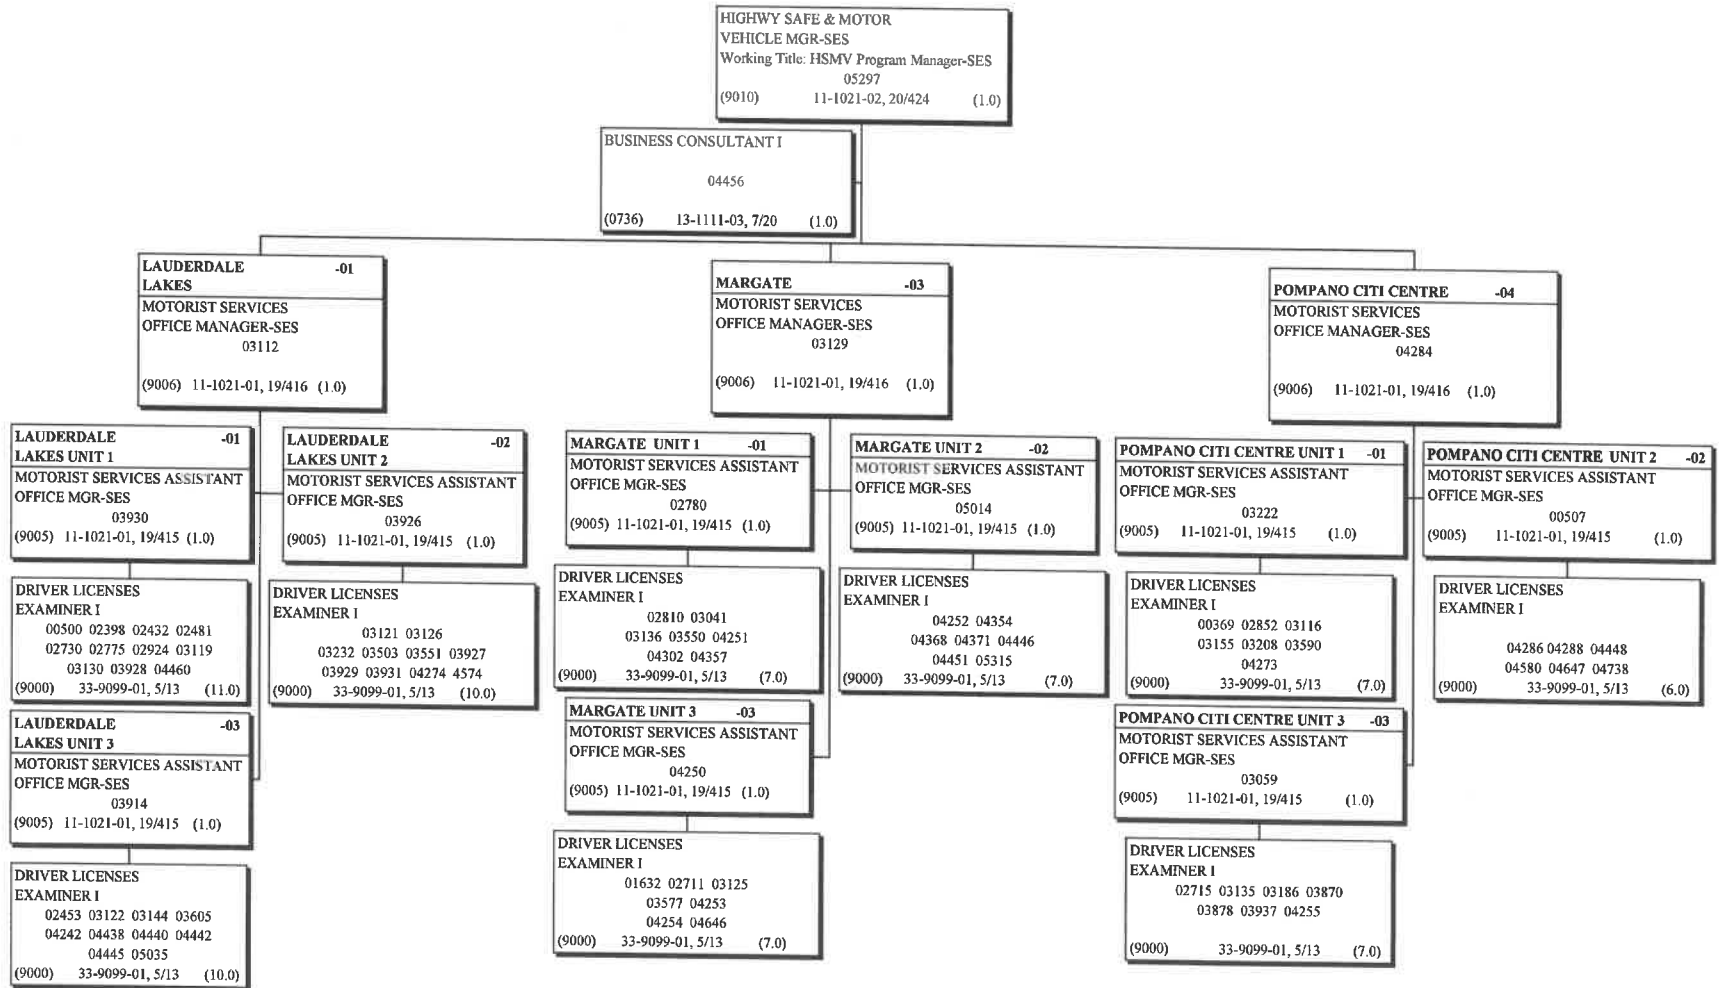 HIGHWY SAFE & MOTOR
VEHICLE MGR-SES
Working Title: HSMV Program Manager-SES
05297
(9010) 11-1021-02, 20/424 (1.0)
BUSINESS CONSULTANT I
04456
(0736) 13-1111-03, 7/20 (1.0)
LAUDERDALE -01
LAKES
MOTORIST SERVICES
OFFICE MANAGER-SES
03112
(9006) 11-1021-01, 19/416 (1.0)
MARGATE -03
MOTORIST SERVICES
OFFICE MANAGER-SES
03129
(9006) 11-1021-01, 19/416 (1.0)
POMPANO CITI CENTRE -04
MOTORIST SERVICES
OFFICE MANAGER-SES
04284
(9006) 11-1021-01, 19/416 (1.0)
LAUDERDALE -01
LAKES UNIT 1
MOTORIST SERVICES ASSISTANT
OFFICE MGR-SES
03930
(9005) 11-1021-01, 19/415 (1.0)
LAUDERDALE -02
LAKES UNIT 2
MOTORIST SERVICES ASSISTANT
OFFICE MGR-SES
03926
(9005) 11-1021-01, 19/415 (1.0)
MARGATE UNIT 1 -01
MOTORIST SERVICES ASSISTANT
OFFICE MGR-SES
02780
(9005) 11-1021-01, 19/415 (1.0)
MARGATE UNIT 2 -02
MOTORIST SERVICES ASSISTANT
OFFICE MGR-SES
05014
(9005) 11-1021-01, 19/415 (1.0)
POMPANO CITI CENTRE UNIT 1 -01
MOTORIST SERVICES ASSISTANT
OFFICE MGR-SES
03222
(9005) 11-1021-01, 19/415 (1.0)
POMPANO CITI CENTRE UNIT 2 -02
MOTORIST SERVICES ASSISTANT
OFFICE MGR-SES
00507
(9005) 11-1021-01, 19/415 (1.0)
DRIVER LICENSES
EXAMINER I
00500 02398 02432 02481
02730 02775 02924 03119
03130 03928 04460
(9000) 33-9099-01, 5/13 (11.0)
DRIVER LICENSES
EXAMINER I
03121 03126
03232 03503 03551 03927
03929 03931 04274 4574
(9000) 33-9099-01, 5/13 (10.0)
DRIVER LICENSES
EXAMINER I
02810 03041
03136 03550 04251
04302 04357
(9000) 33-9099-01, 5/13 (7.0)
DRIVER LICENSES
EXAMINER I
04252 04354
04368 04371 04446
04451 05315
(9000) 33-9099-01, 5/13 (7.0)
DRIVER LICENSES
EXAMINER I
00369 02852 03116
03155 03208 03590
04273
(9000) 33-9099-01, 5/13 (7.0)
DRIVER LICENSES
EXAMINER I
04286 04288 04448
04580 04647 04738
(9000) 33-9099-01, 5/13 (6.0)
LAUDERDALE -03
LAKES UNIT 3
MOTORIST SERVICES ASSISTANT
OFFICE MGR-SES
03914
(9005) 11-1021-01, 19/415 (1.0)
MARGATE UNIT 3 -03
MOTORIST SERVICES ASSISTANT
OFFICE MGR-SES
04250
(9005) 11-1021-01, 19/415 (1.0)
POMPANO CITI CENTRE UNIT 3 -03
MOTORIST SERVICES ASSISTANT
OFFICE MGR-SES
03059
(9005) 11-1021-01, 19/415 (1.0)
DRIVER LICENSES
EXAMINER I
02453 03122 03144 03605
04242 04438 04440 04442
04445 05035
(9000) 33-9099-01, 5/13 (10.0)
DRIVER LICENSES
EXAMINER I
01632 02711 03125
03577 04253
04254 04646
(9000) 33-9099-01, 5/13 (7.0)
DRIVER LICENSES
EXAMINER I
02715 03135 03186 03870
03878 03937 04255
(9000) 33-9099-01, 5/13 (7.0)